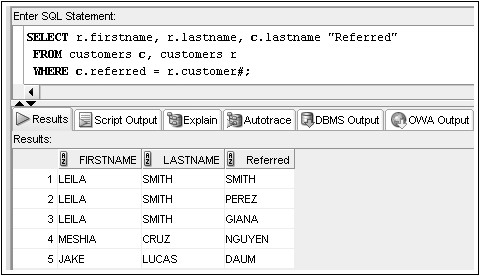 Enter SQL Statement:
SELECT r.firstname, r.lastname, c.lastname "Referred"
FROM customers c, customers r
WHERE c.referred = r.customer#;
Results Script Output Explain Autotrace DBMS Output OWA Output
Results:
FIRSTNAME LASTNAME Referred
1 LEILA SMITH SMITH
2 LEILA SMITH PEREZ
3 LEILA SMITH GIANA
4 MESHIA CRUZ NGUYEN
5 JAKE LUCAS DAUM